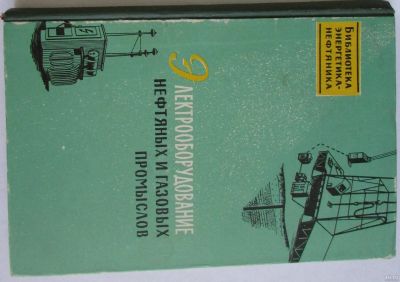 БИБЛИОТЕКА
ЭНЕРГЕТИКА-
НЕФТЯНИКА
ЭЛЕКТРООБОРУДОВАНИЕ
НЕФТЯНЫХ И ГАЗОВЫХ
ПРОМЫСЛОВ